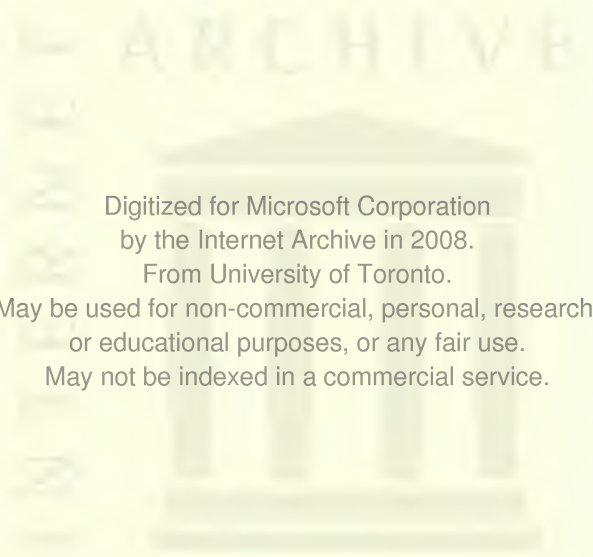 ARCHIVE
INTERNET
Digitized for Microsoft Corporation
by the Internet Archive in 2008.
From University of Toronto.
May be used for non-commercial, personal, research,
or educational purposes, or any fair use.
May not be indexed in a commercial service.